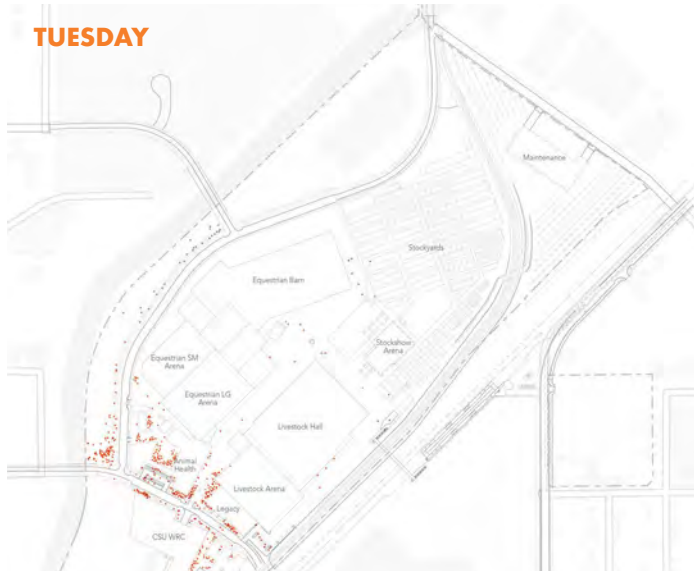 TUESDAY
Maintenance
Stockyards
Equestrian Barn
Stockshow
Arena
Equestrian SM
Arena
Equestrian LG
Arena
Livestock Hall
Animal
Health
Livestock Arena
Legacy
CSU WRC